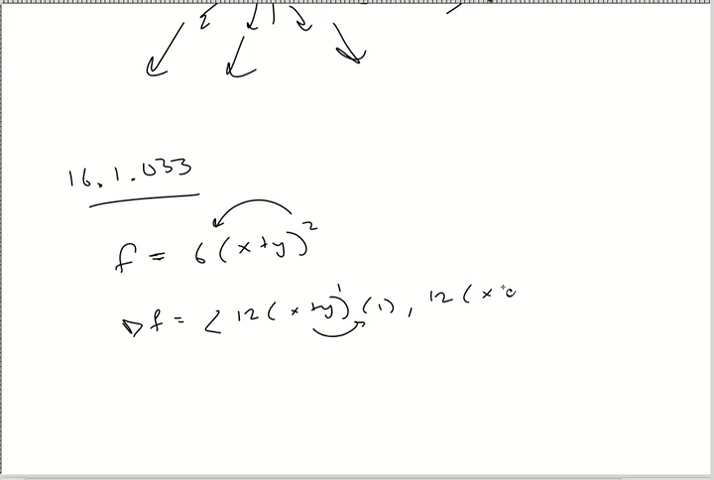 16.1.033
f = 6(x+y)²
∇f = < 12(x+y)¹(1), 12(x+